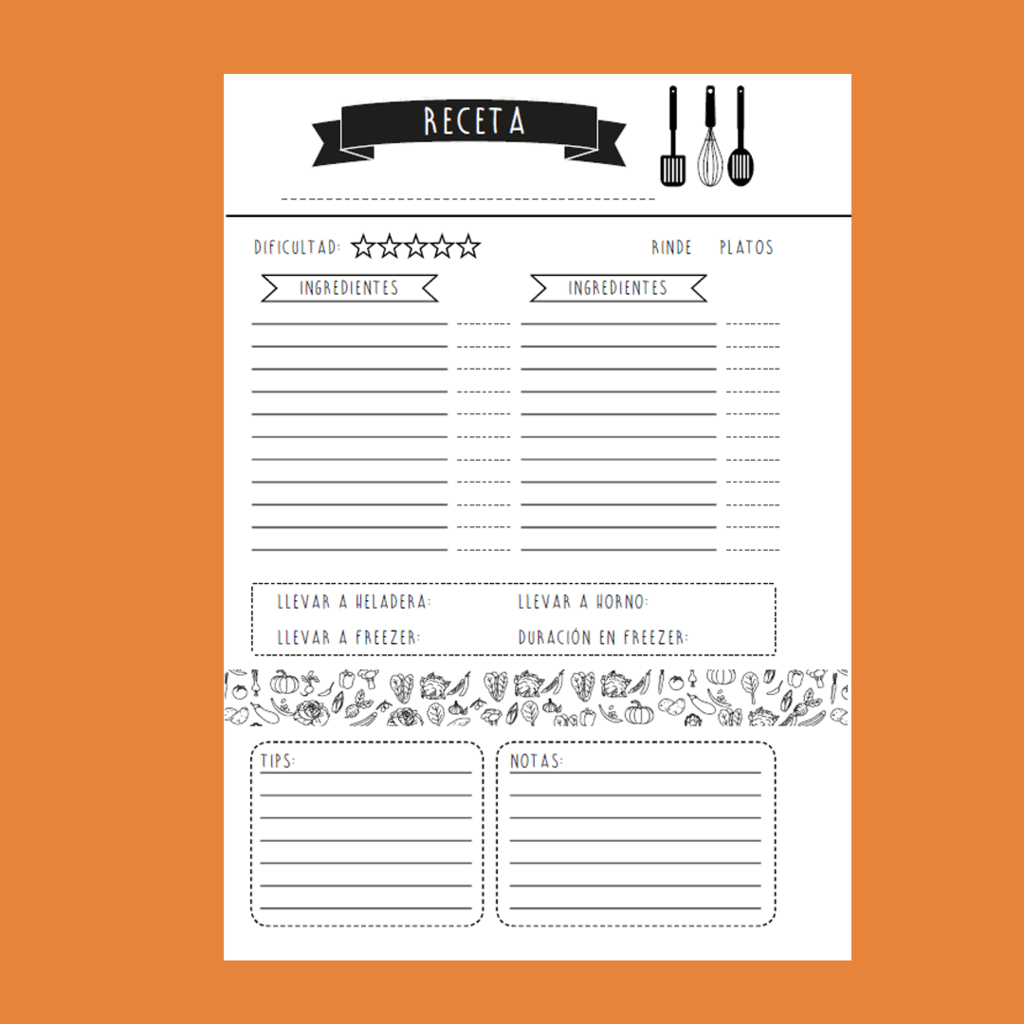 RECETA
DIFICULTAD: RINDE PLATOS
INGREDIENTES INGREDIENTES
LLEVAR A HELADERA: LLEVAR A HORNO:
LLEVAR A FREEZER: DURACIÓN EN FREEZER:
TIPS: NOTAS: